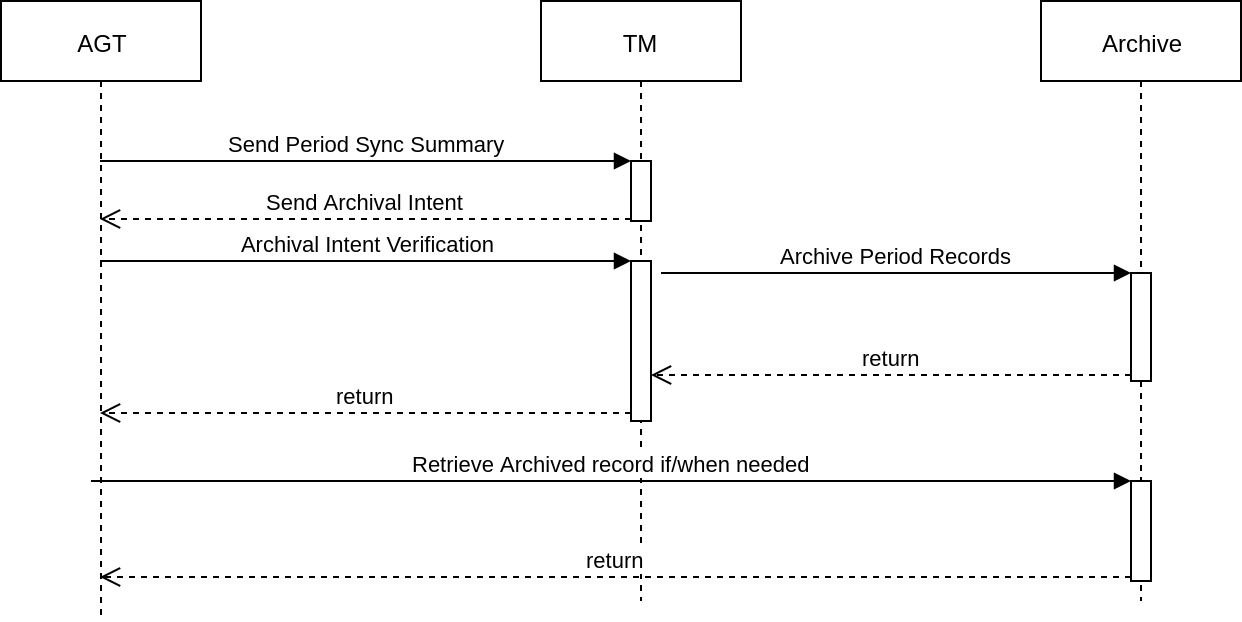 AGT
TM
Archive
Send Period Sync Summary
Send Archival Intent
Archival Intent Verification
Archive Period Records
return
return
Retrieve Archived record if/when needed
return